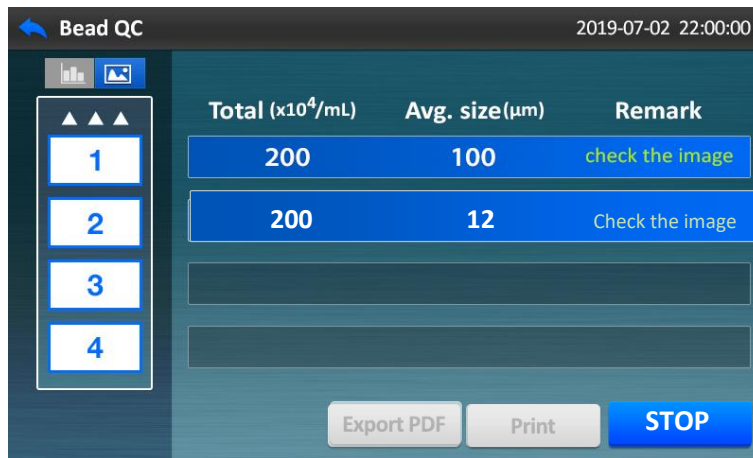 Bead QC 2019-07-02 22:00:00
Total (x10⁴/mL) Avg. size(μm) Remark
1 200 100 check the image
2 200 12 Check the image
3
4
Export PDF Print STOP